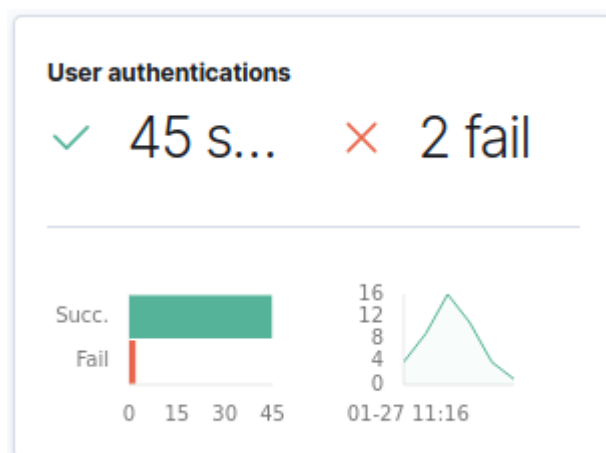 User authentications
45 s... 2 fail
Succ.
Fail
0 15 30 45
16
12
8
4
0
01-27 11:16